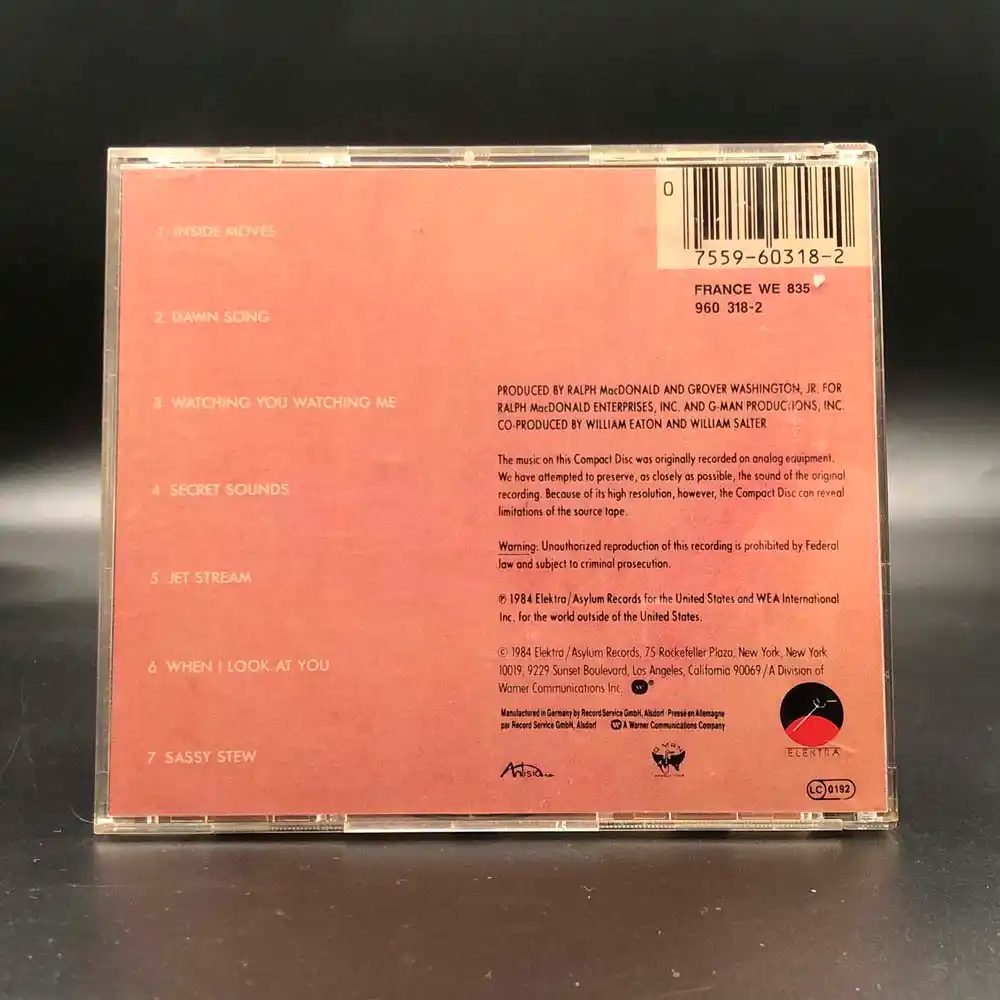 1 INSIDE MOVES
2 DAWN SONG
3 WATCHING YOU WATCHING ME
4 SECRET SOUNDS
5 JET STREAM
6 WHEN I LOOK AT YOU
7 SASSY STEW
0
7559-60318-2
FRANCE WE 835
960 318-2
PRODUCED BY RALPH MacDONALD AND GROVER WASHINGTON, JR. FOR
RALPH MacDONALD ENTERPRISES, INC. AND G-MAN PRODUCTIONS, INC.
CO-PRODUCED BY WILLIAM EATON AND WILLIAM SALTER
The music on this Compact Disc was originally recorded on analog equipment.
We have attempted to preserve, as closely as possible, the sound of the original
recording. Because of its high resolution, however, the Compact Disc can reveal
limitations of the source tape.
Warning: Unauthorized reproduction of this recording is prohibited by Federal
law and subject to criminal prosecution.
℗ 1984 Elektra/Asylum Records for the United States and WEA International
Inc. for the world outside of the United States.
© 1984 Elektra/Asylum Records, 75 Rockefeller Plaza, New York, New York
10019, 9229 Sunset Boulevard, Los Angeles, California 90069/A Division of
Warner Communications Inc. ®
Manufactured in Germany by Record Service GmbH, Alsdorf · Pressé en Allemagne
par Record Service GmbH, Alsdorf A Warner Communications Company
ELEKTRA
Antisia
G-MAN
LC 0192